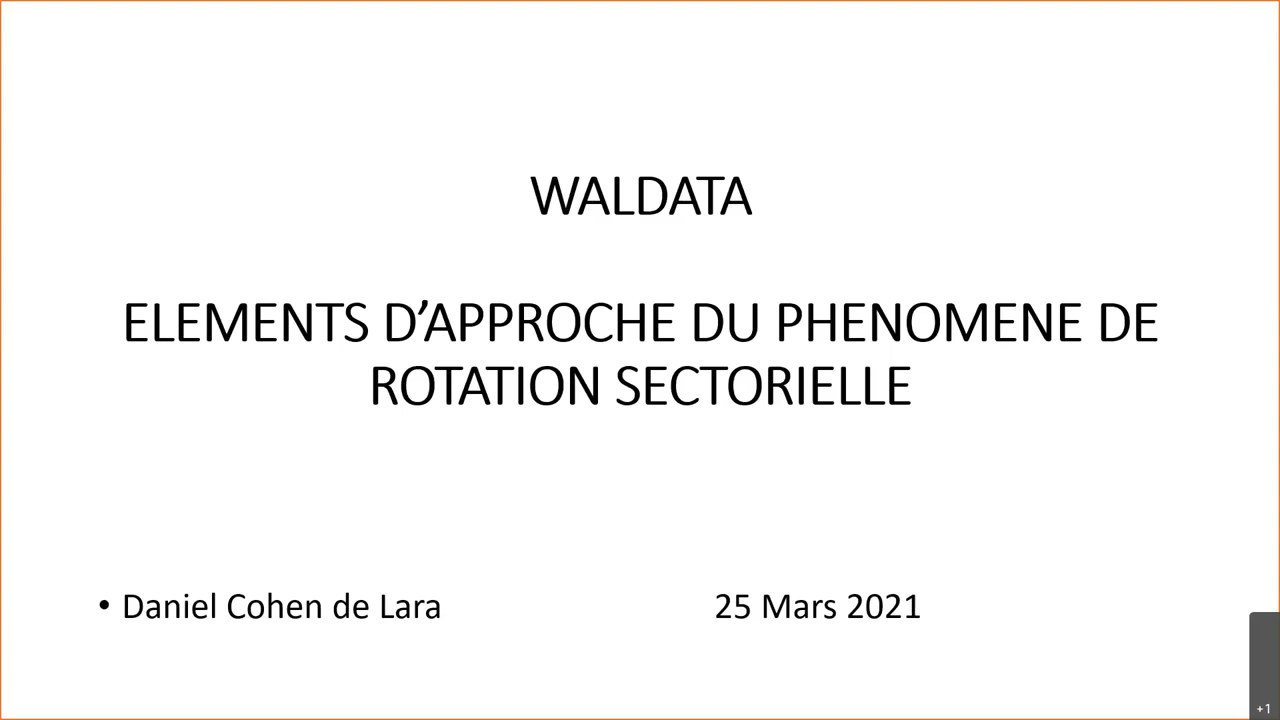 WALDATA
ELEMENTS D’APPROCHE DU PHENOMENE DE
ROTATION SECTORIELLE
• Daniel Cohen de Lara 25 Mars 2021
+1